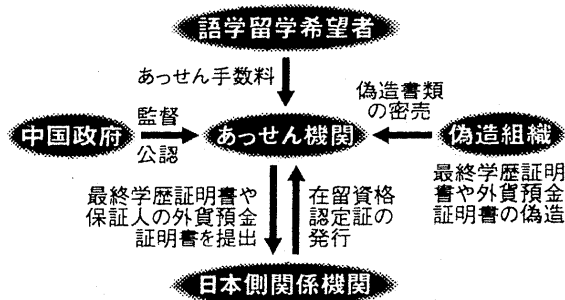 語学留学希望者
あっせん手数料
偽造書類
の密売
中国政府
監督
公認
あっせん機関
偽造組織
最終学歴証明
書や外貨預金
証明書の偽造
最終学歴証明書や
保証人の外貨預金
証明書を提出
在留資格
認定証の
発行
日本側関係機関